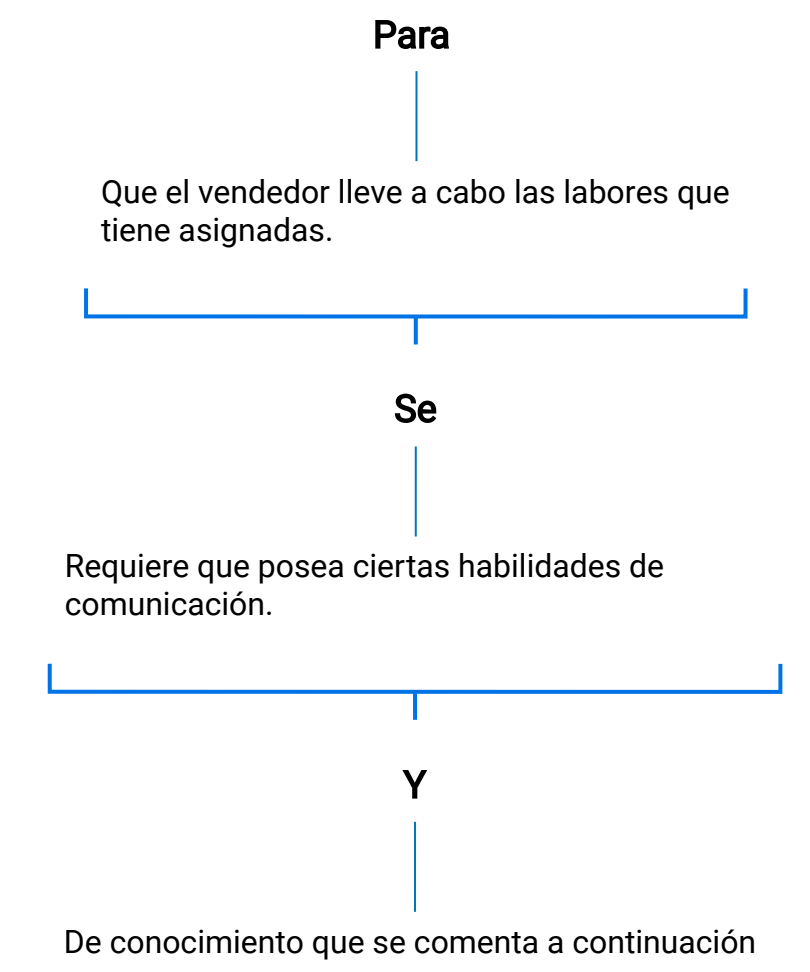 Para
Que el vendedor lleve a cabo las labores que
tiene asignadas.
Se
Requiere que posea ciertas habilidades de
comunicación.
Y
De conocimiento que se comenta a continuación